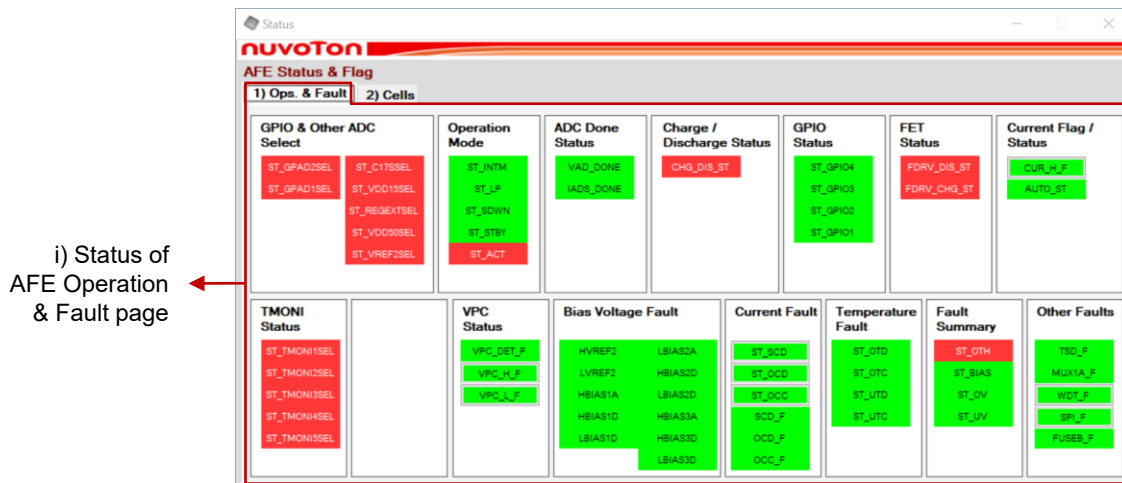 Status
nuvoTon
AFE Status & Flag
1) Ops. & Fault
2) Cells
GPIO & Other ADC
Select
ST_GPAD2SEL
ST_GPAD1SEL
ST_C17SSEL
ST_VDD15SEL
ST_REGEXTSEL
ST_VDD50SEL
ST_VREF2SEL
Operation
Mode
ST_INTM
ST_LP
ST_SDWN
ST_STBY
ST_ACT
ADC Done
Status
VAD_DONE
IADS_DONE
Charge /
Discharge Status
CHG_DIS_ST
GPIO
Status
ST_GPIO4
ST_GPIO3
ST_GPIO2
ST_GPIO1
FET
Status
FDRV_DIS_ST
FDRV_CHG_ST
Current Flag /
Status
CUR_H_F
AUTO_ST
i) Status of
AFE Operation
& Fault page
TMONI
Status
ST_TMONI1SEL
ST_TMONI2SEL
ST_TMONI3SEL
ST_TMONI4SEL
ST_TMONI5SEL
VPC
Status
VPC_DET_F
VPC_H_F
VPC_L_F
Bias Voltage Fault
HVREF2
LVREF2
HBIAS1A
HBIAS1D
LBIAS1D
LBIAS2A
HBIAS2D
LBIAS2D
HBIAS3A
HBIAS3D
LBIAS3D
Current Fault
ST_SCD
ST_OCD
ST_OCC
SCD_F
OCD_F
OCC_F
Temperature
Fault
ST_OTD
ST_OTC
ST_UTD
ST_UTC
Fault
Summary
ST_OTH
ST_BIAS
ST_OV
ST_UV
Other Faults
TSD_F
MUX1A_F
WDT_F
SPI_F
FUSEB_F